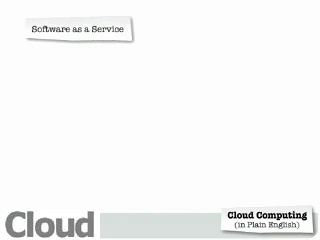 Software as a Service
Cloud
Cloud Computing
(in Plain English)